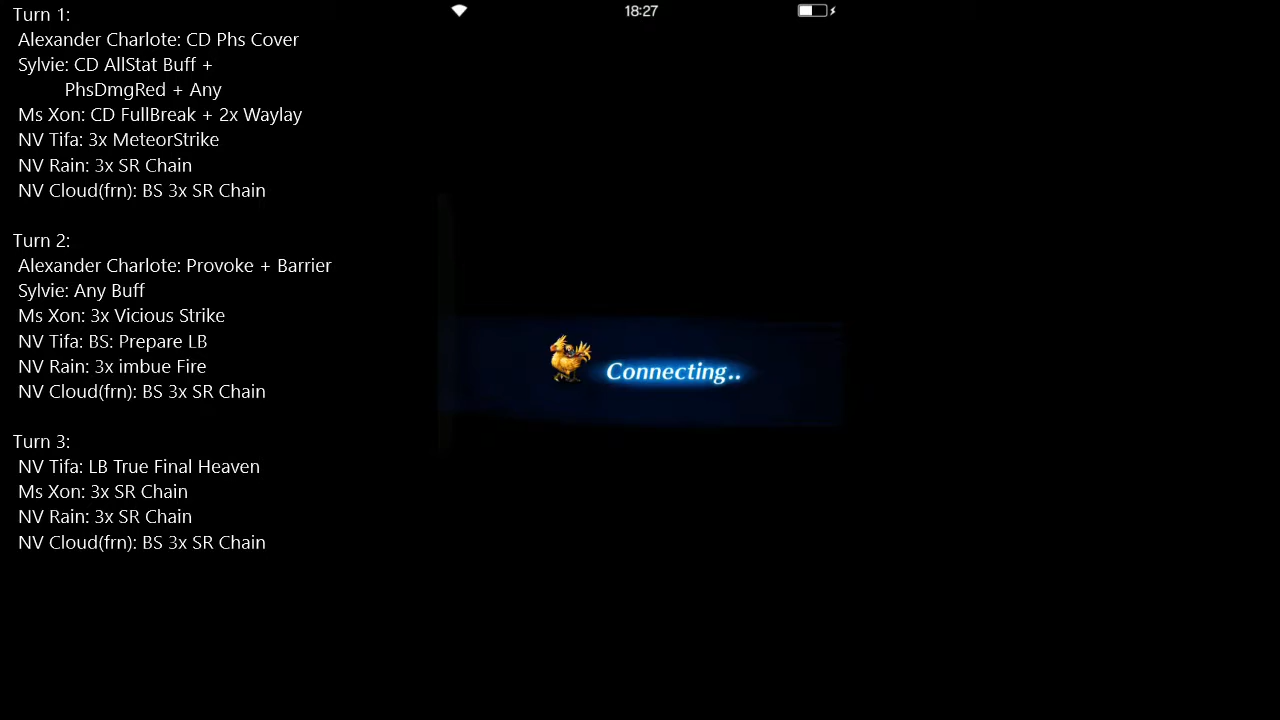 Turn 1:
Alexander Charlote: CD Phs Cover
Sylvie: CD AllStat Buff +
PhsDmgRed + Any
Ms Xon: CD FullBreak + 2x Waylay
NV Tifa: 3x MeteorStrike
NV Rain: 3x SR Chain
NV Cloud(frn): BS 3x SR Chain
Turn 2:
Alexander Charlote: Provoke + Barrier
Sylvie: Any Buff
Ms Xon: 3x Vicious Strike
NV Tifa: BS: Prepare LB
NV Rain: 3x imbue Fire
NV Cloud(frn): BS 3x SR Chain
Turn 3:
NV Tifa: LB True Final Heaven
Ms Xon: 3x SR Chain
NV Rain: 3x SR Chain
NV Cloud(frn): BS 3x SR Chain
18:27
Connecting..